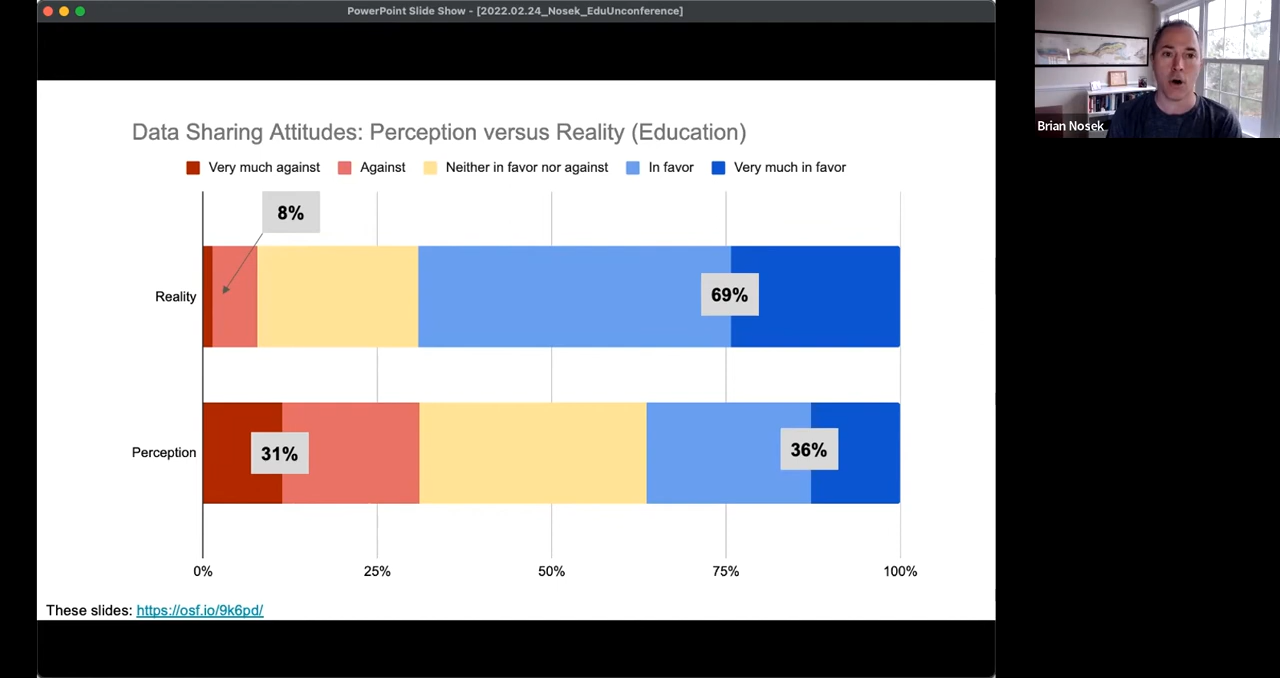 PowerPoint Slide Show - [2022.02.24_Nosek_EduUnconference]
Brian Nosek
Data Sharing Attitudes: Perception versus Reality (Education)
Very much against Against Neither in favor nor against In favor Very much in favor
8%
Reality
69%
Perception
31%
36%
0% 25% 50% 75% 100%
These slides: https://osf.io/9k6pd/